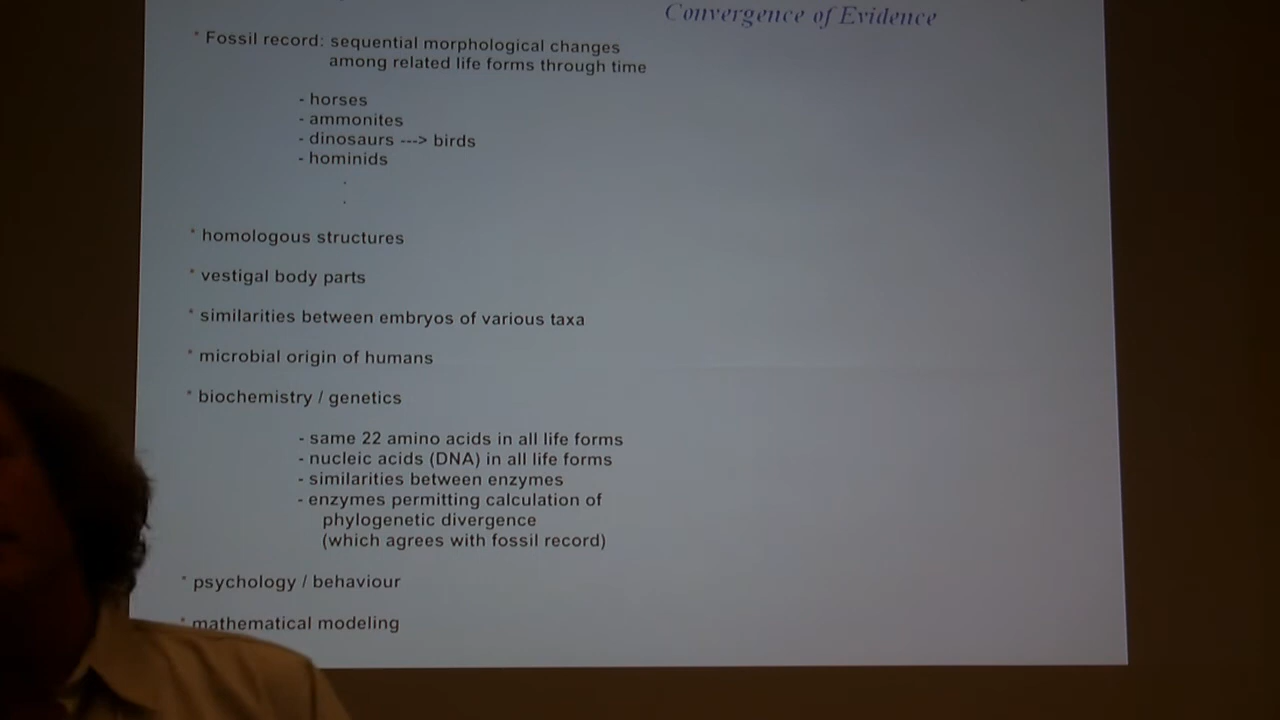 Convergence of Evidence
* Fossil record: sequential morphological changes
among related life forms through time
- horses
- ammonites
- dinosaurs ---> birds
- hominids
.
.
* homologous structures
* vestigal body parts
* similarities between embryos of various taxa
* microbial origin of humans
* biochemistry / genetics
- same 22 amino acids in all life forms
- nucleic acids (DNA) in all life forms
- similarities between enzymes
- enzymes permitting calculation of
phylogenetic divergence
(which agrees with fossil record)
* psychology / behaviour
* mathematical modeling